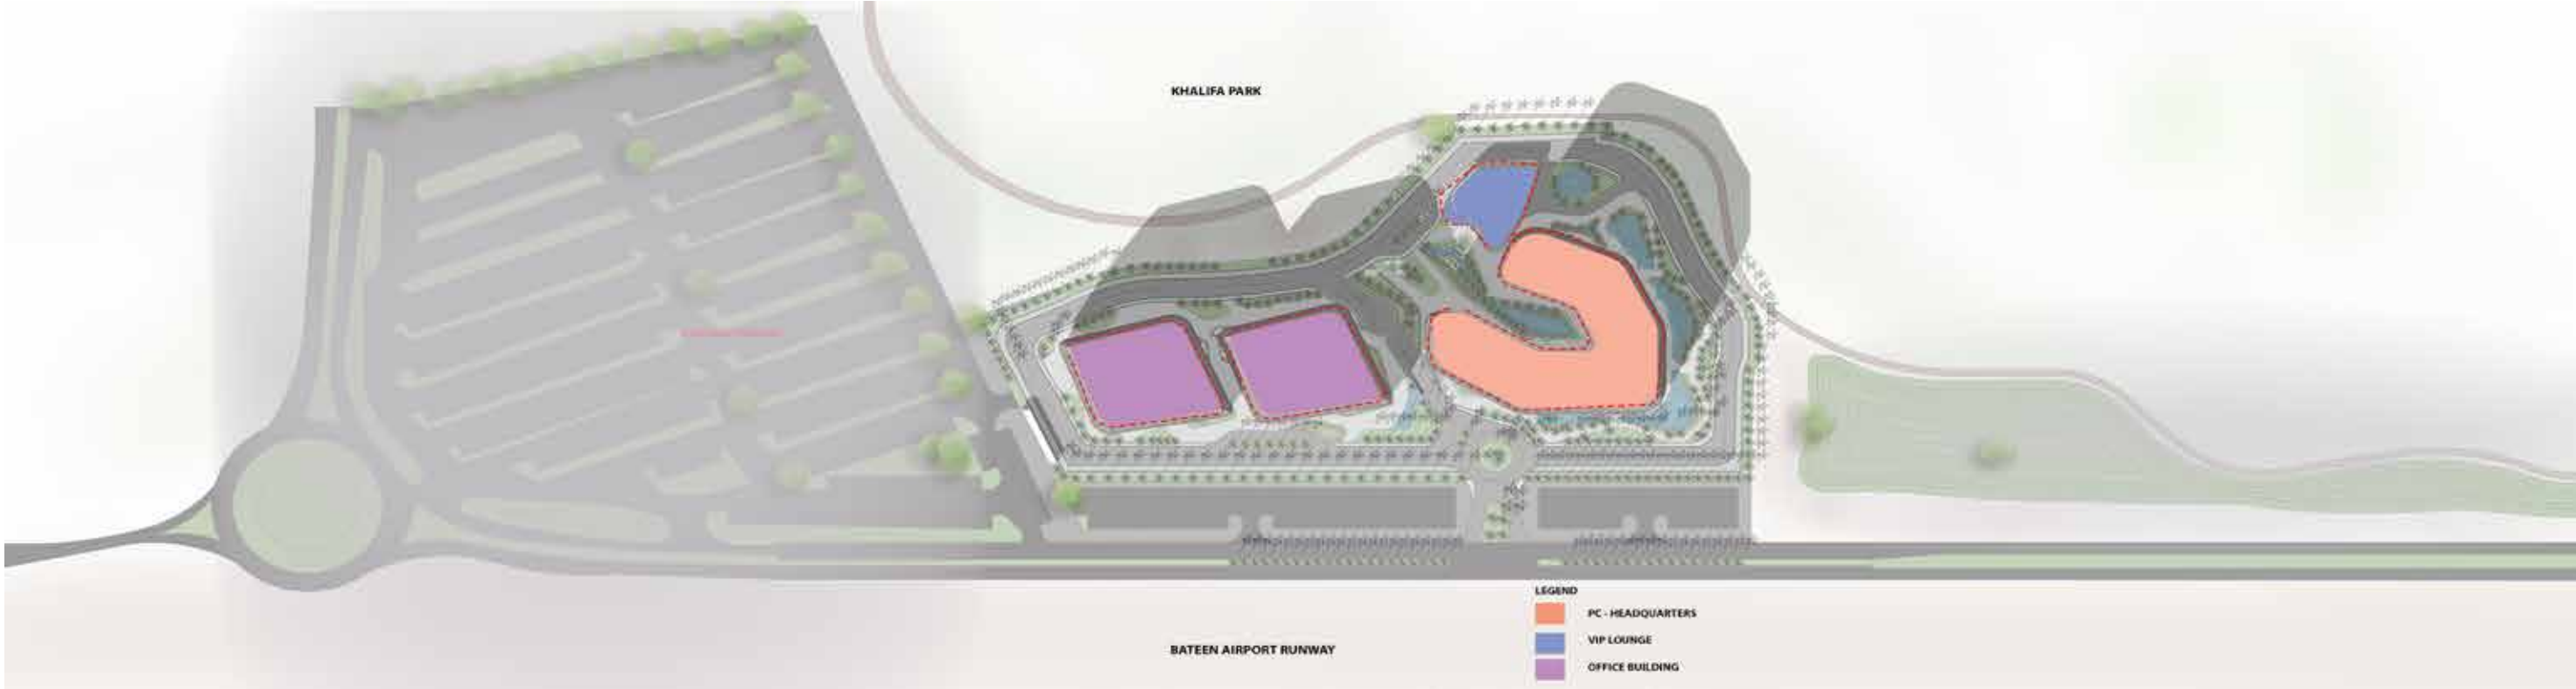 KHALIFA PARK
LEGEND
PC - HEADQUARTERS
VIP LOUNGE
BATEEN AIRPORT RUNWAY
OFFICE BUILDING